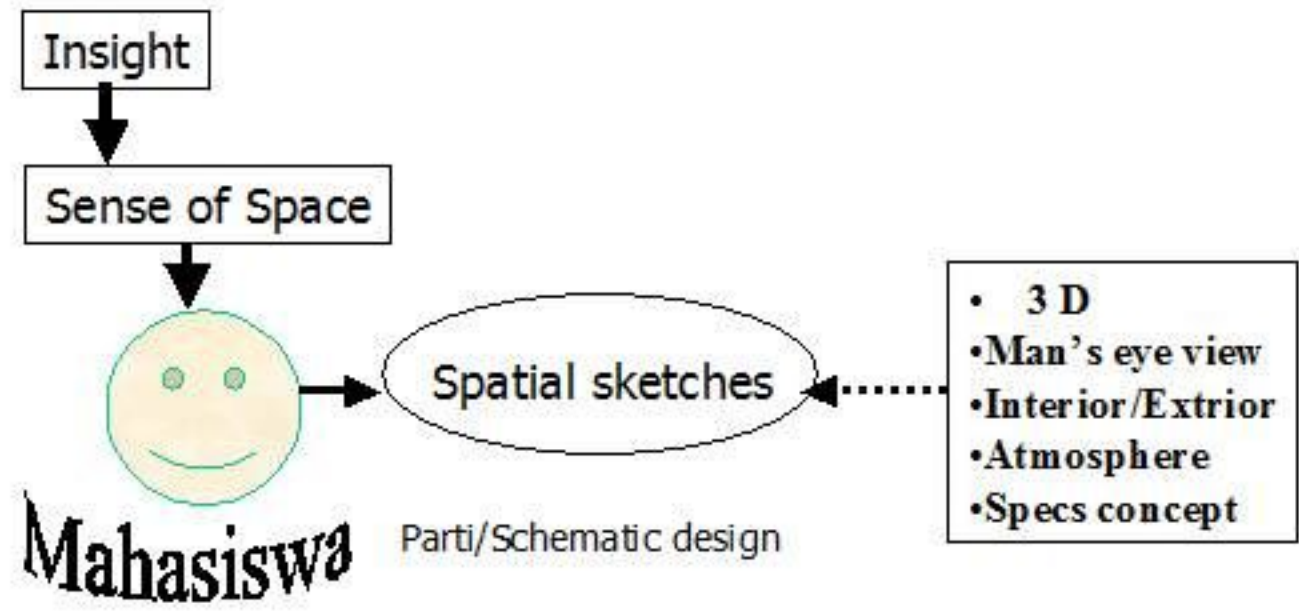 Insight
Sense of Space
Spatial sketches
Mahasiswa
Parti/Schematic design
• 3 D
•Man's eye view
•Interior/Extrior
•Atmosphere
•Specs concept